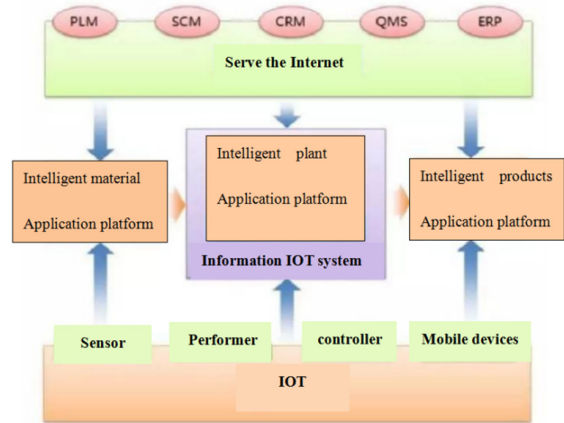 PLM SCM CRM QMS ERP
Serve the Internet
Intelligent material
Application platform
Intelligent plant
Application platform
Information IOT system
Intelligent products
Application platform
Sensor Performer controller Mobile devices
IOT